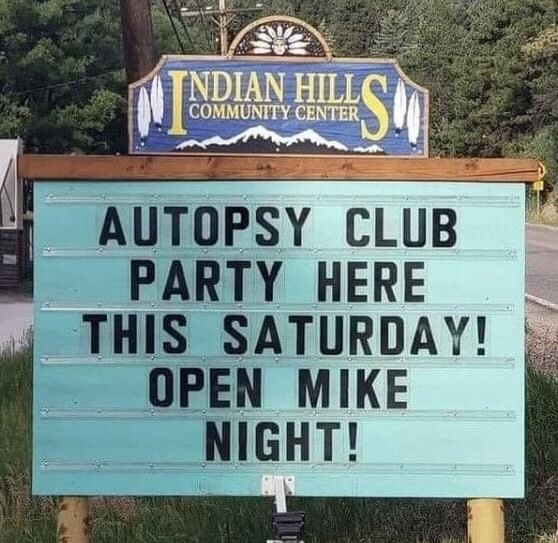 INDIAN HILLS
COMMUNITY CENTER
AUTOPSY CLUB
PARTY HERE
THIS SATURDAY!
OPEN MIKE
NIGHT!